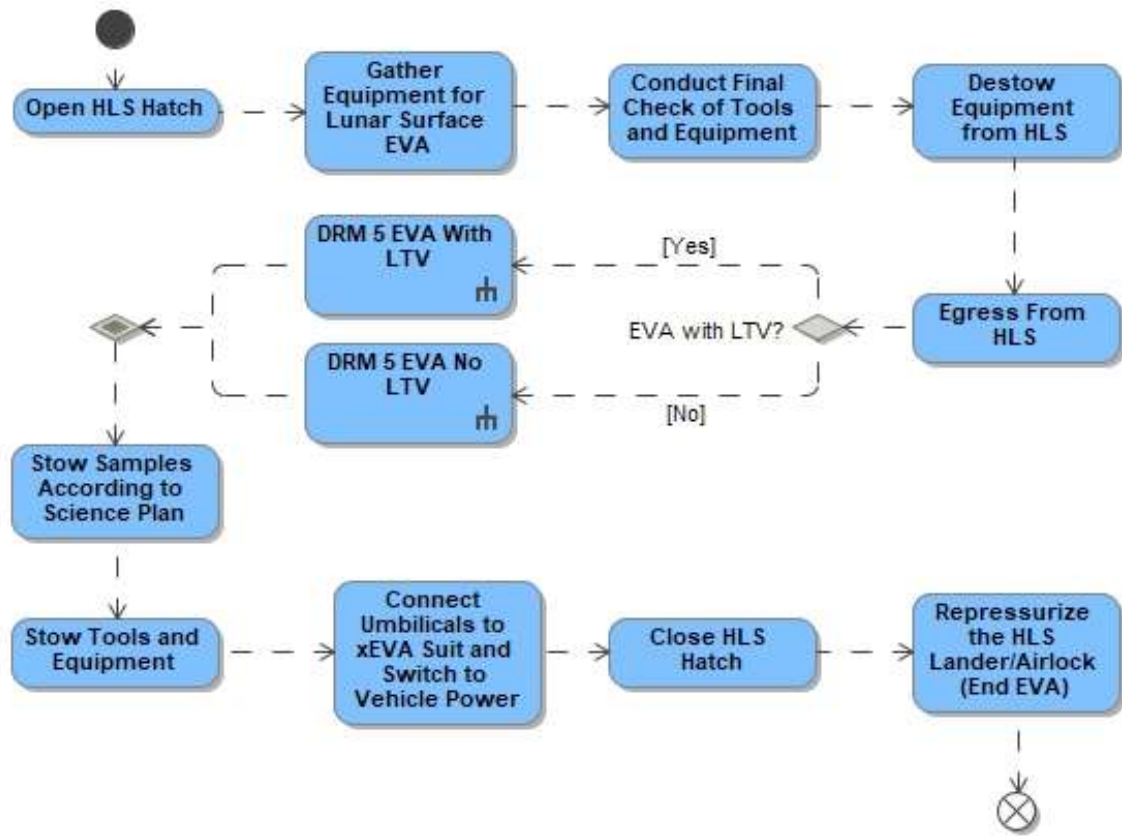 Open HLS Hatch
Gather
Equipment for
Lunar Surface
EVA
Conduct Final
Check of Tools
and Equipment
Destow
Equipment
from HLS
Egress From
HLS
EVA with LTV?
[Yes]
[No]
DRM 5 EVA With
LTV
DRM 5 EVA No
LTV
Stow Samples
According to
Science Plan
Stow Tools and
Equipment
Connect
Umbilicals to
xEVA Suit and
Switch to
Vehicle Power
Close HLS
Hatch
Repressurize
the HLS
Lander/Airlock
(End EVA)